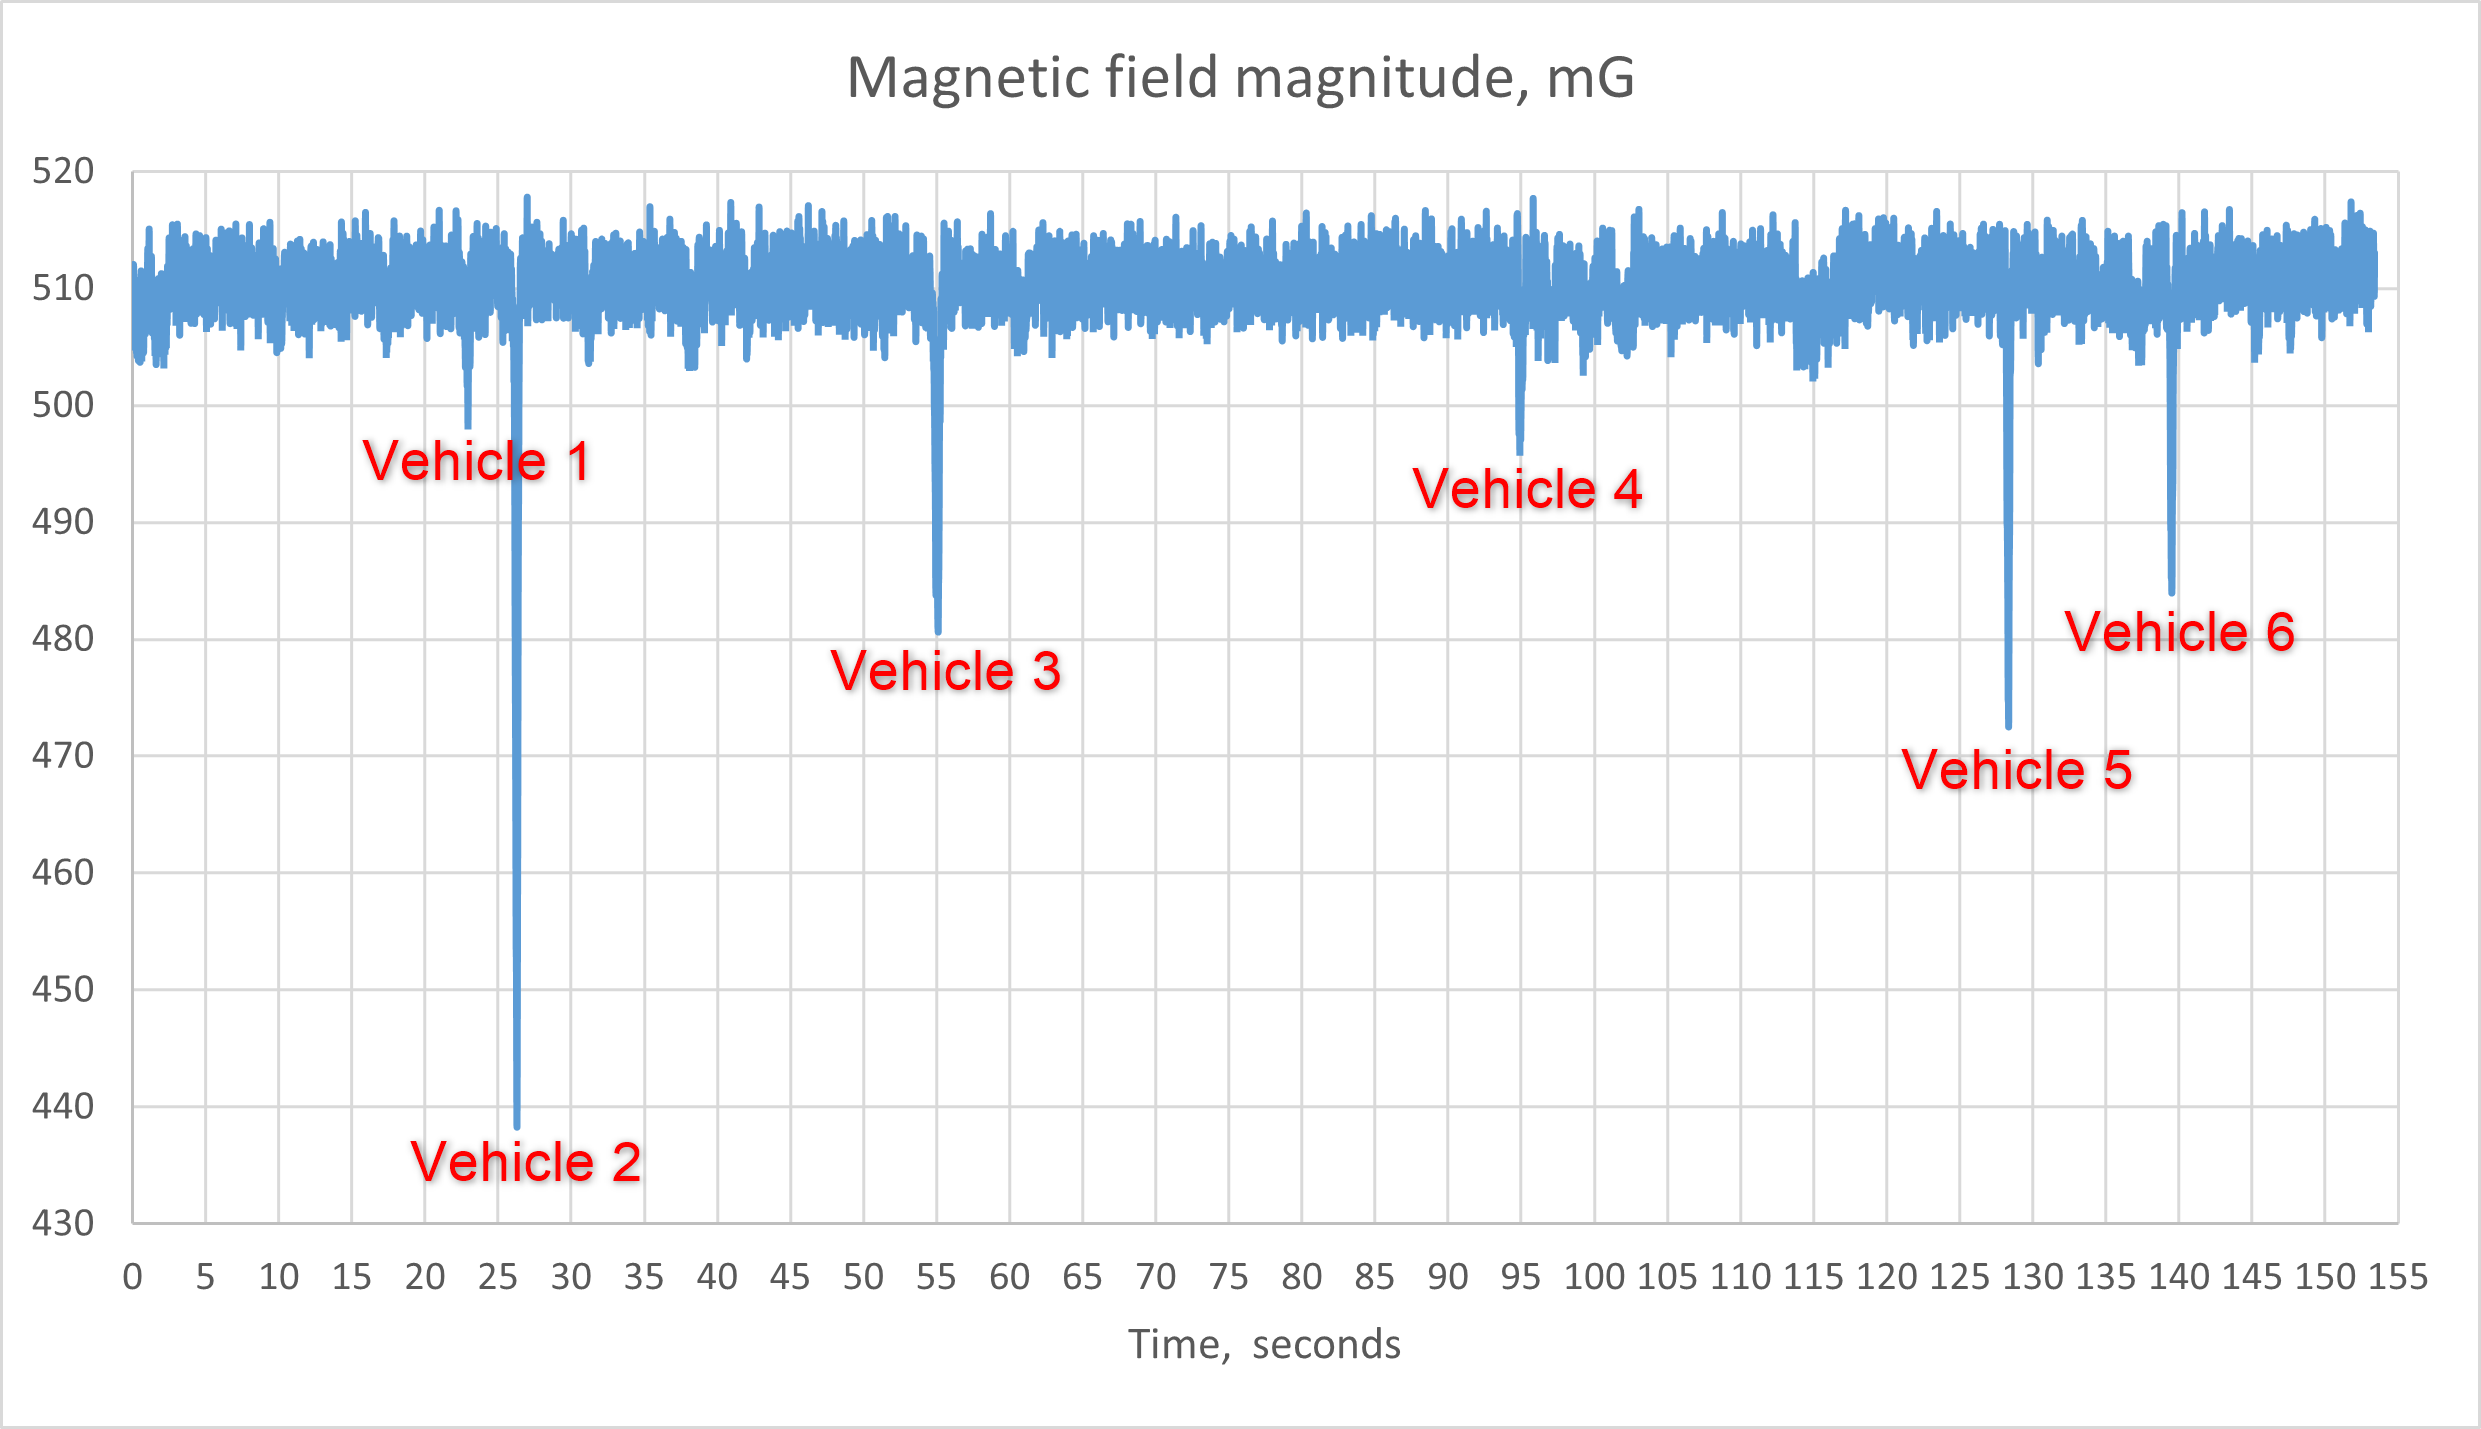 Magnetic field magnitude, mG
520
510
500
Vehicle 1
Vehicle 4
490
480
Vehicle 6
Vehicle 3
470
Vehicle 5
460
450
440
Vehicle 2
430
0 5 10 15 20 25 30 35 40 45 50 55 60 65 70 75 80 85 90 95 100 105 110 115 120 125 130 135 140 145 150 155
Time, seconds